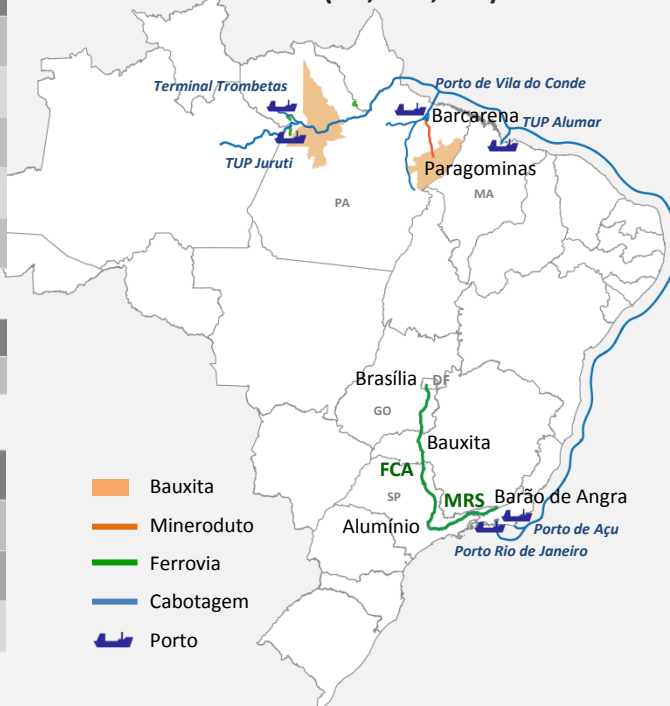 Terminal Trombetas
Porto de Vila do Conde
Barcarena
TUP Alumar
TUP Juruti
Paragominas
MA
PA
Brasília
DF
GO
Bauxita
FCA
SP
MRS
Barão de Angra
Alumínio
Porto de Açu
Porto Rio de Janeiro
Bauxita
Mineroduto
Ferrovia
Cabotagem
Porto